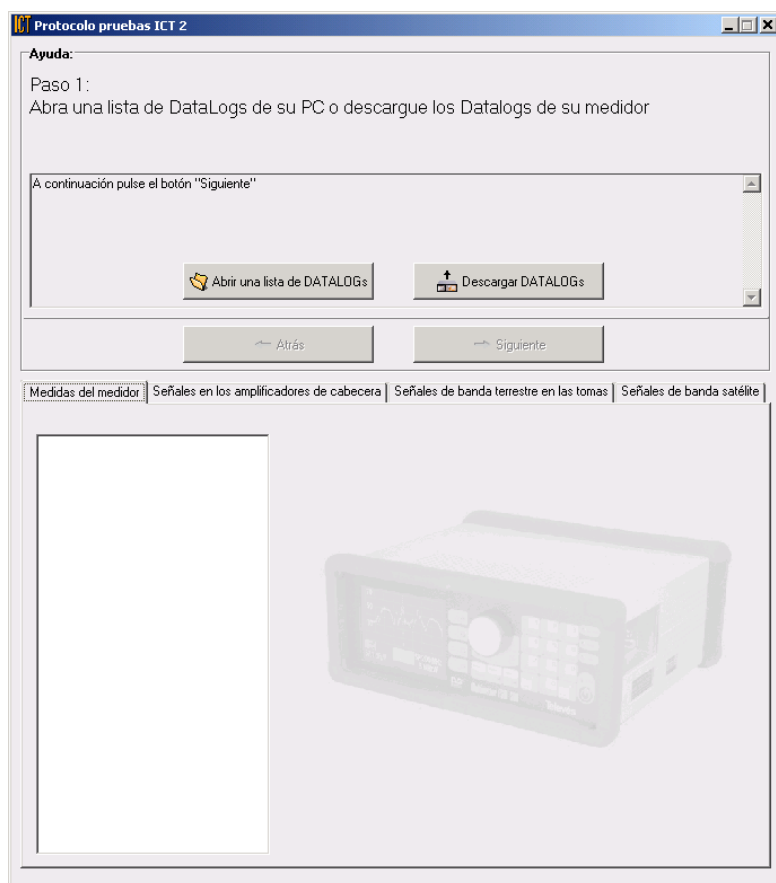 Protocolo pruebas ICT 2
Ayuda:
Paso 1:
Abra una lista de DataLogs de su PC o descargue los Datalogs de su medidor
A continuación pulse el botón "Siguiente"
Abrir una lista de DATALOGs
Descargar DATALOGs
Atrás
Siguiente
Medidas del medidor
Señales en los amplificadores de cabecera
Señales de banda terrestre en las tomas
Señales de banda satélite